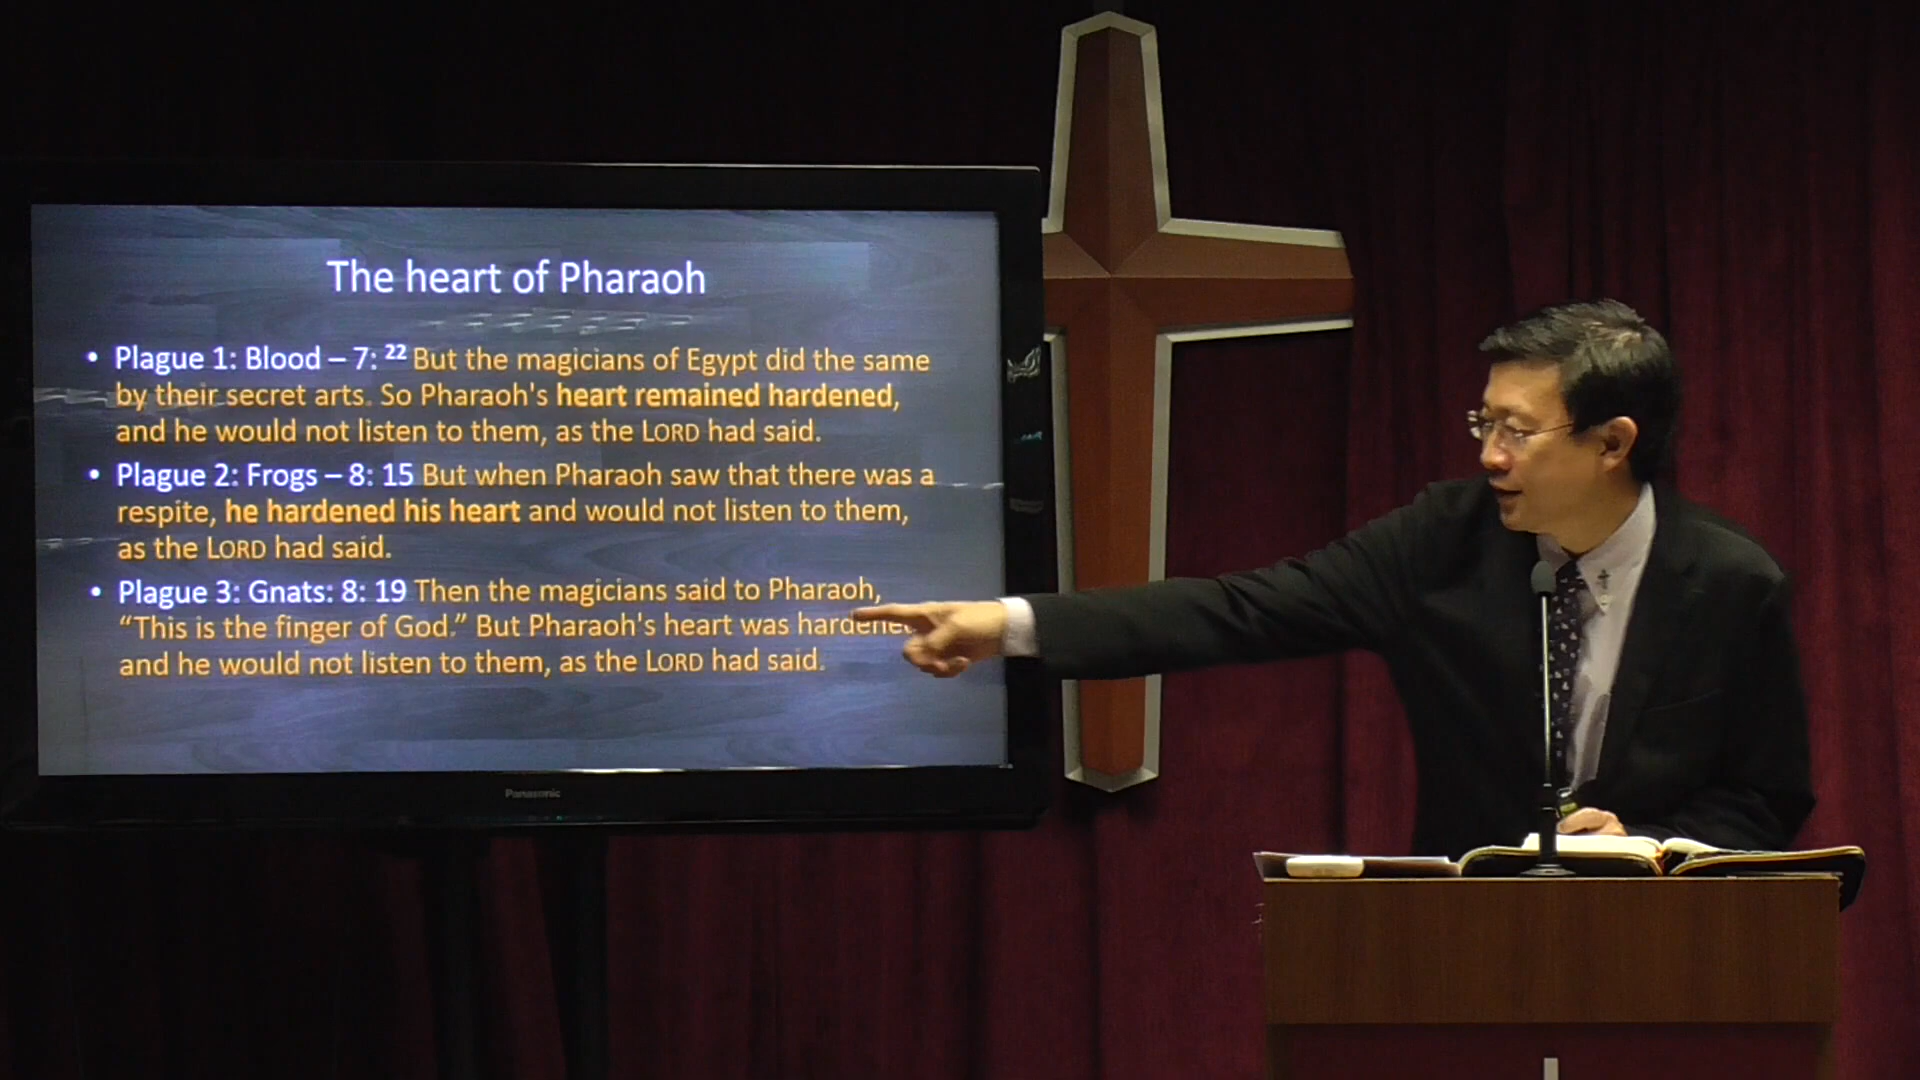 The heart of Pharaoh
• Plague 1: Blood – 7: ²² But the magicians of Egypt did the same
by their secret arts. So Pharaoh's heart remained hardened,
and he would not listen to them, as the LORD had said.
• Plague 2: Frogs – 8: 15 But when Pharaoh saw that there was a
respite, he hardened his heart and would not listen to them,
as the LORD had said.
• Plague 3: Gnats: 8: 19 Then the magicians said to Pharaoh,
“This is the finger of God.” But Pharaoh's heart was hardened
and he would not listen to them, as the LORD had said.
Panasonic